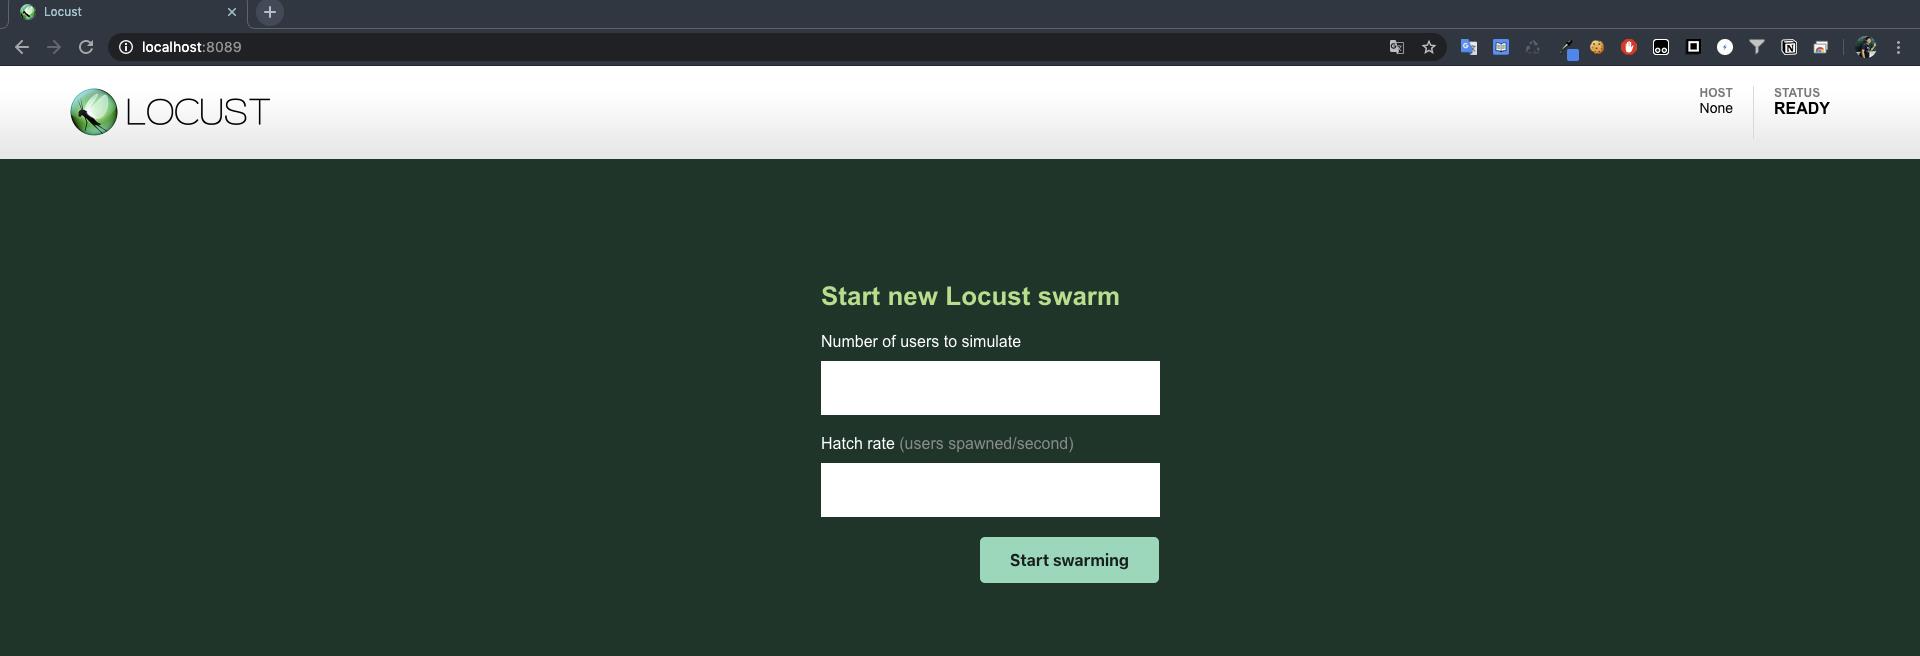 Locust
localhost:8089
LOCUST
HOST
None
STATUS
READY
Start new Locust swarm
Number of users to simulate
Hatch rate (users spawned/second)
Start swarming